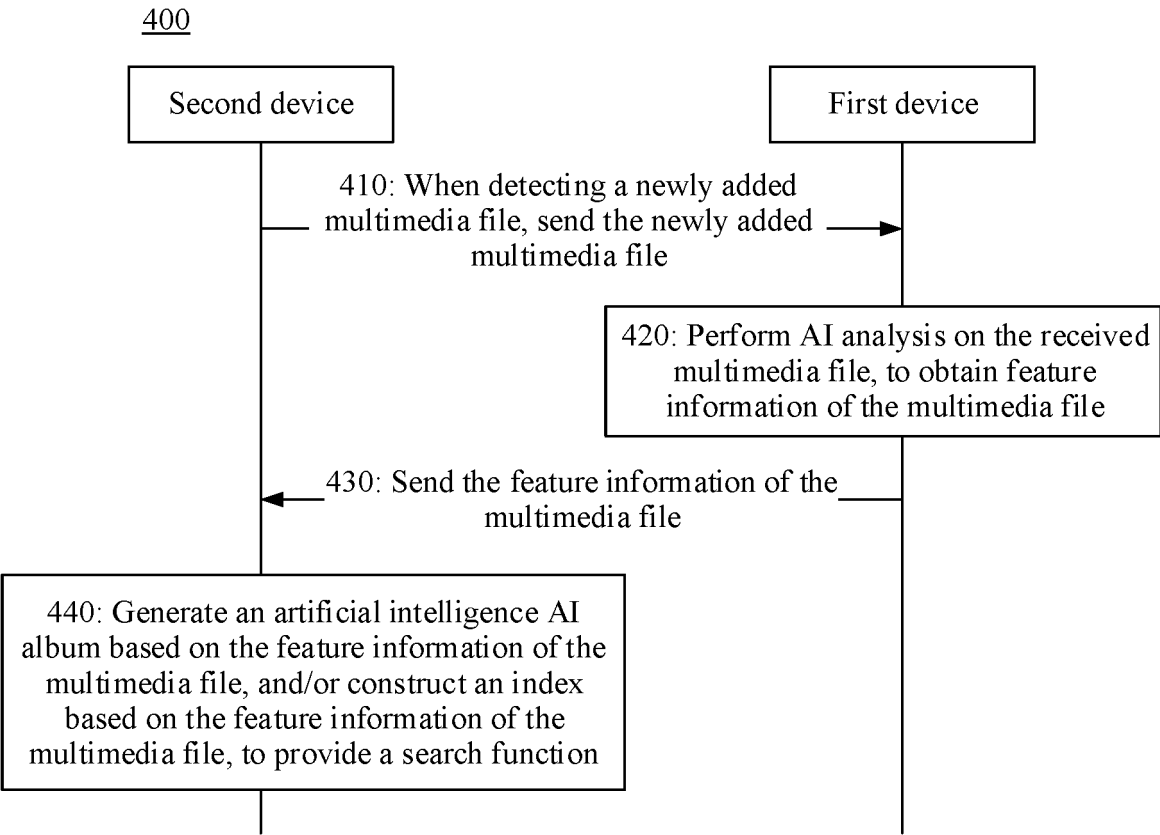 400
Second device
First device
410: When detecting a newly added
multimedia file, send the newly added
multimedia file
420: Perform AI analysis on the received
multimedia file, to obtain feature
information of the multimedia file
430: Send the feature information of the
multimedia file
440: Generate an artificial intelligence AI
album based on the feature information of the
multimedia file, and/or construct an index
based on the feature information of the
multimedia file, to provide a search function